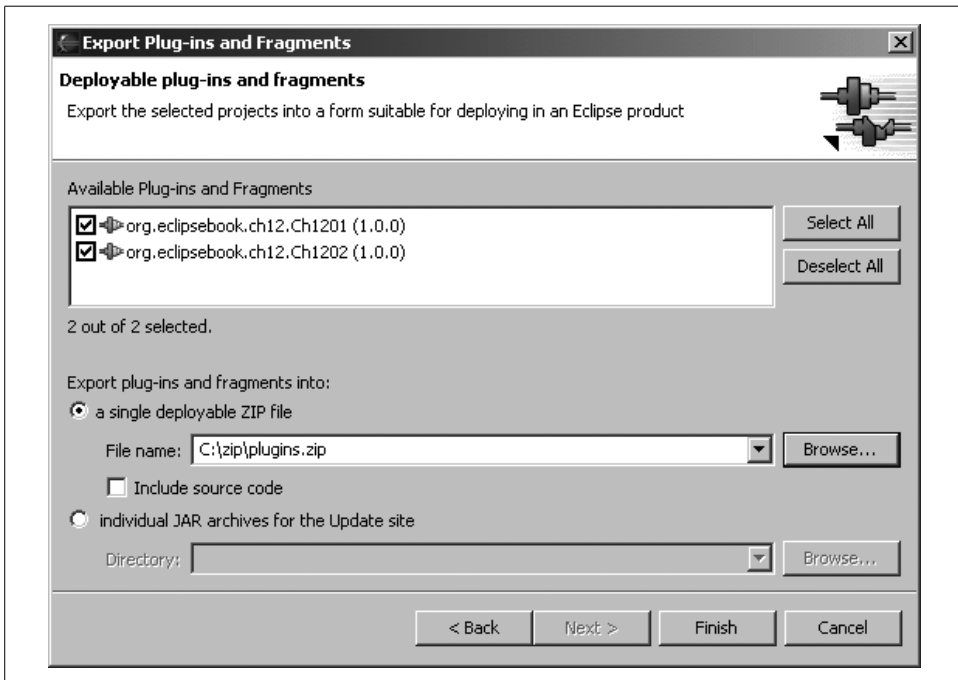 Export Plug-ins and Fragments
Deployable plug-ins and fragments
Export the selected projects into a form suitable for deploying in an Eclipse product
Available Plug-ins and Fragments
org.eclipsebook.ch12.Ch1201 (1.0.0)
org.eclipsebook.ch12.Ch1202 (1.0.0)
Select All
Deselect All
2 out of 2 selected.
Export plug-ins and fragments into:
a single deployable ZIP file
File name: C:\zip\plugins.zip Browse...
Include source code
individual JAR archives for the Update site
Directory: Browse...
< Back Next > Finish Cancel